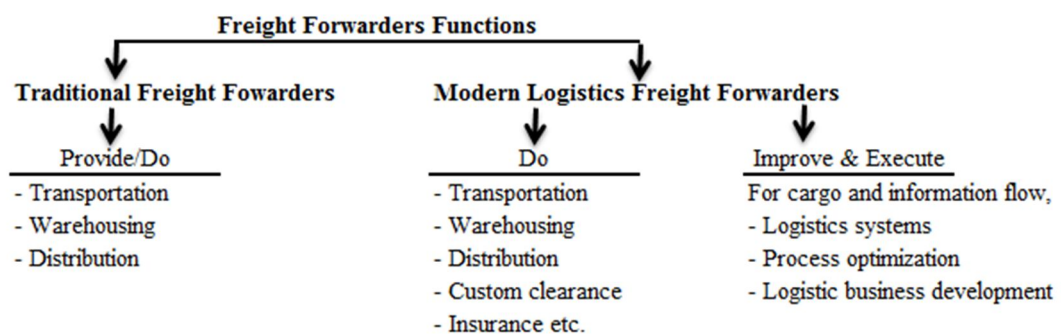 Freight Forwarders Functions
Traditional Freight Fowarders
Modern Logistics Freight Forwarders
Provide/Do
- Transportation
- Warehousing
- Distribution
Do
- Transportation
- Warehousing
- Distribution
- Custom clearance
- Insurance etc.
Improve & Execute
For cargo and information flow,
- Logistics systems
- Process optimization
- Logistic business development